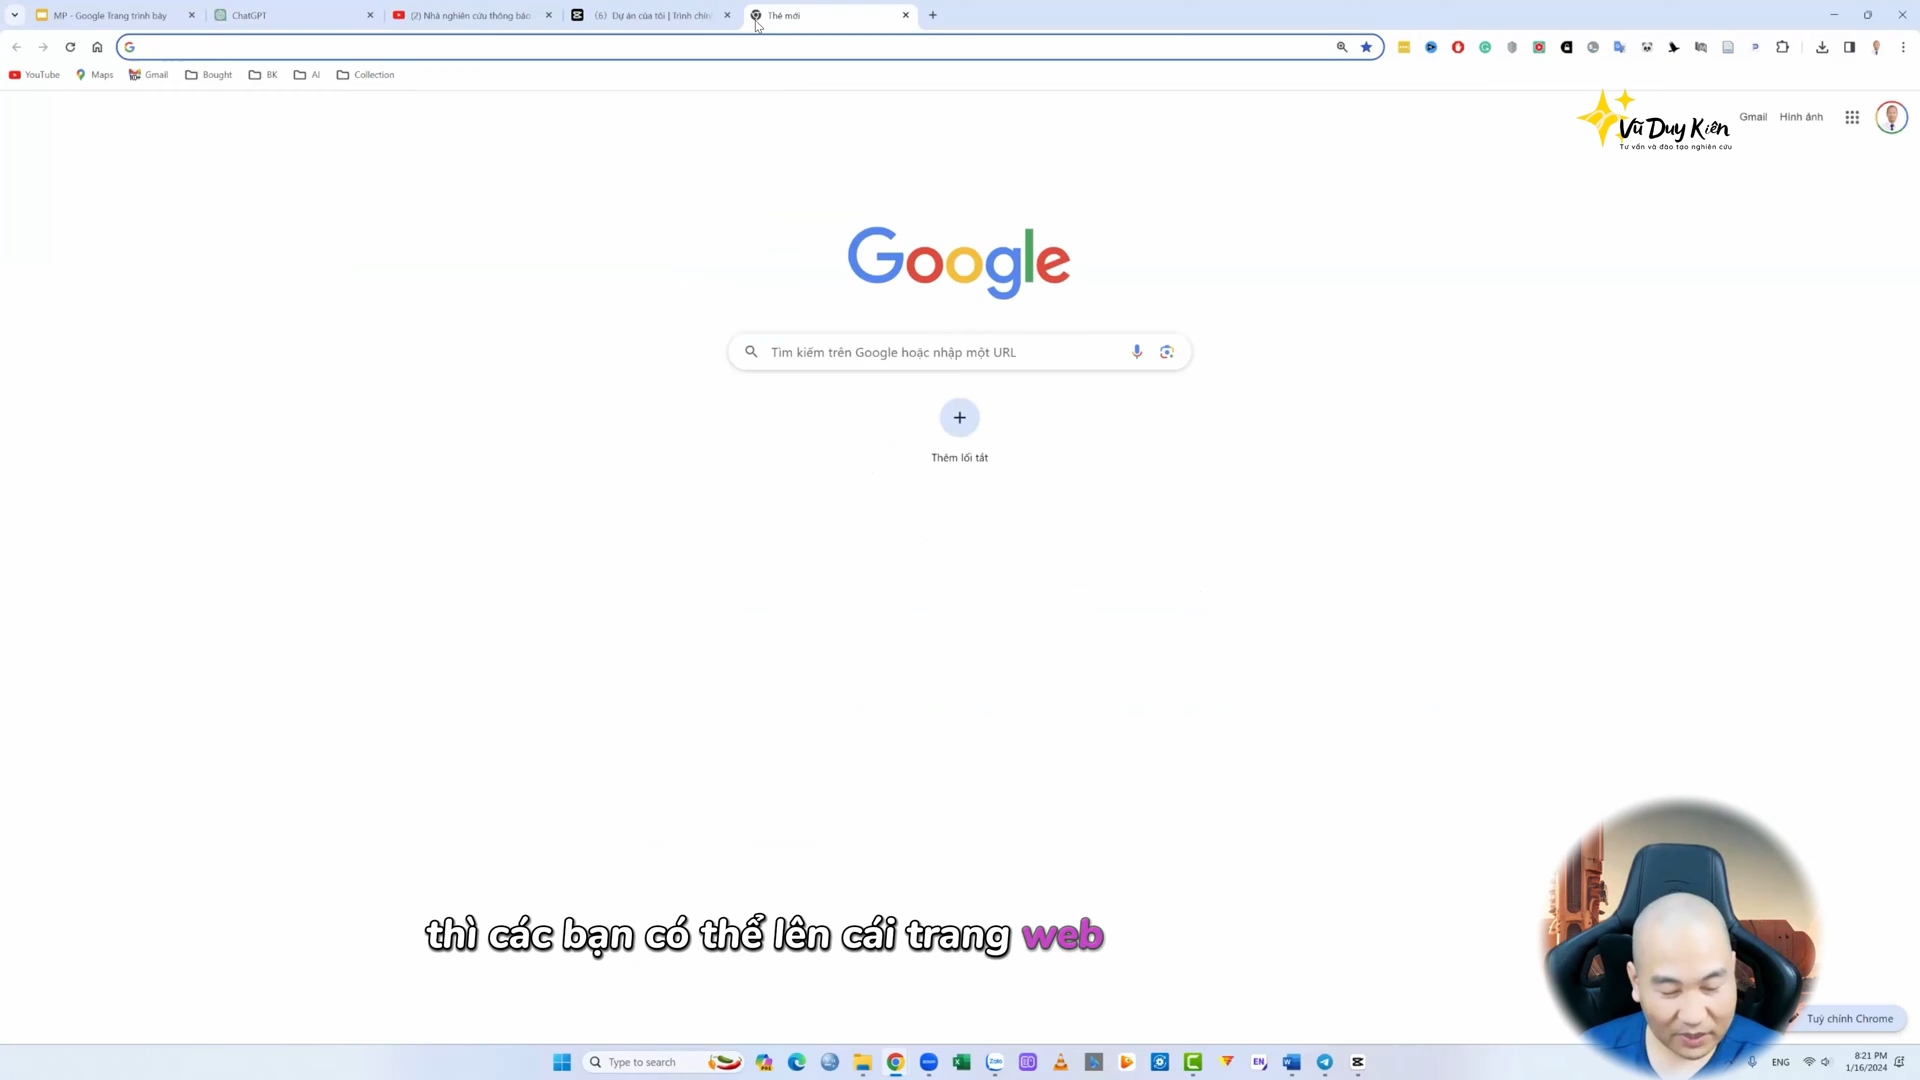 MP - Google Trang trình bày
ChatGPT
(2) Nhà nghiên cứu thông báo
(6) Dự án của tôi | Trình chỉnh
Thẻ mới
YouTube
Maps
Gmail
Bought
BK
AI
Collection
Vũ Duy Kiên
Tư vấn và đào tạo nghiên cứu
Gmail
Hình ảnh
Google
Tìm kiếm trên Google hoặc nhập một URL
Thêm lối tắt
thì các bạn có thể lên cái trang web
Tuỳ chỉnh Chrome
Type to search
ENG
8:21 PM
1/16/2024